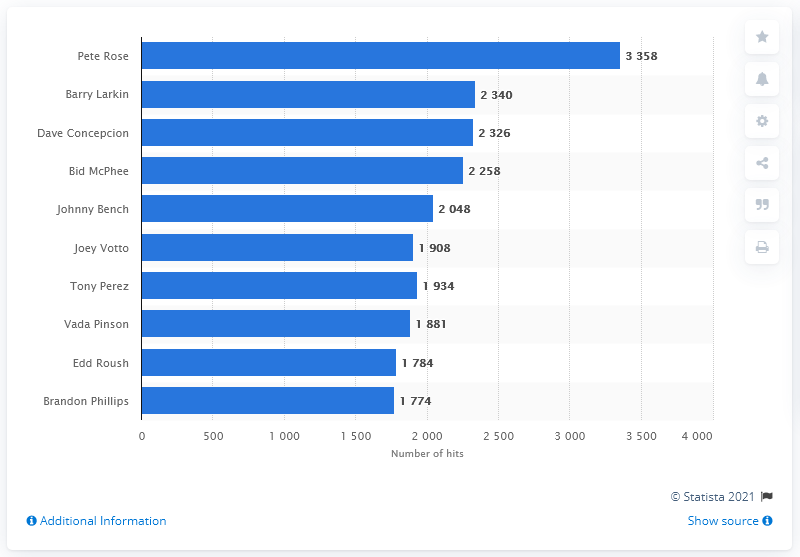 Pete Rose 3 358
Barry Larkin 2 340
Dave Concepcion 2 326
Bid McPhee 2 258
Johnny Bench 2 048
Joey Votto 1 908
Tony Perez 1 934
Vada Pinson 1 881
Edd Roush 1 784
Brandon Phillips 1 774
0 500 1 000 1 500 2 000 2 500 3 000 3 500 4 000
Number of hits
© Statista 2021
Additional Information Show source